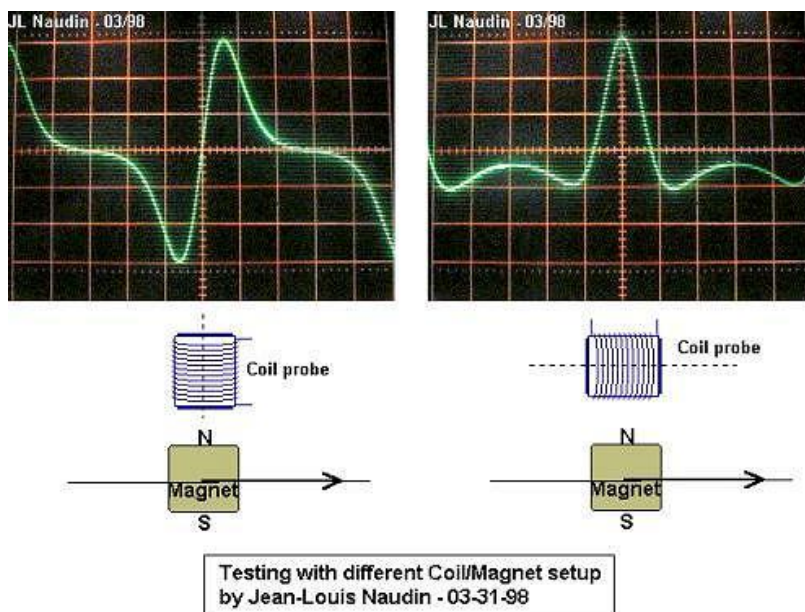 JL Naudin - 03/98
JL Naudin - 03/98
Coil probe
Coil probe
N
Magnet
S
N
Magnet
S
Testing with different Coil/Magnet setup
by Jean-Louis Naudin - 03-31-98